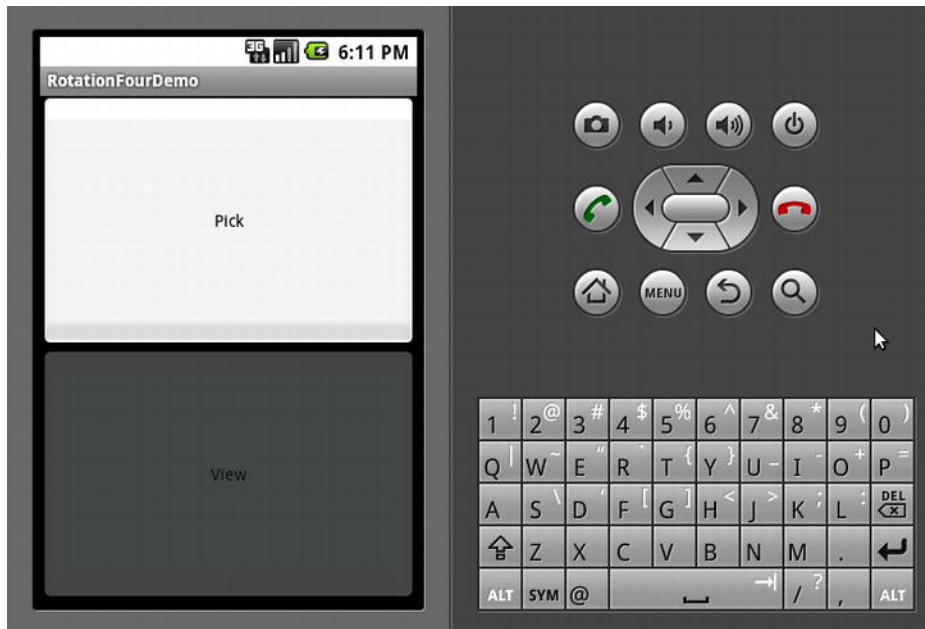 3G 6:11 PM
RotationFourDemo
Pick
View
MENU
1 ! 2 @ 3 # 4 $ 5 % 6 ^ 7 & 8 * 9 ( 0 )
Q | W ~ E " R ` T { Y } U - I - O + P =
A S \ D ' F [ G ] H < J > K ; L : DEL
Z X C V B N M .
ALT SYM @ / ? , ALT